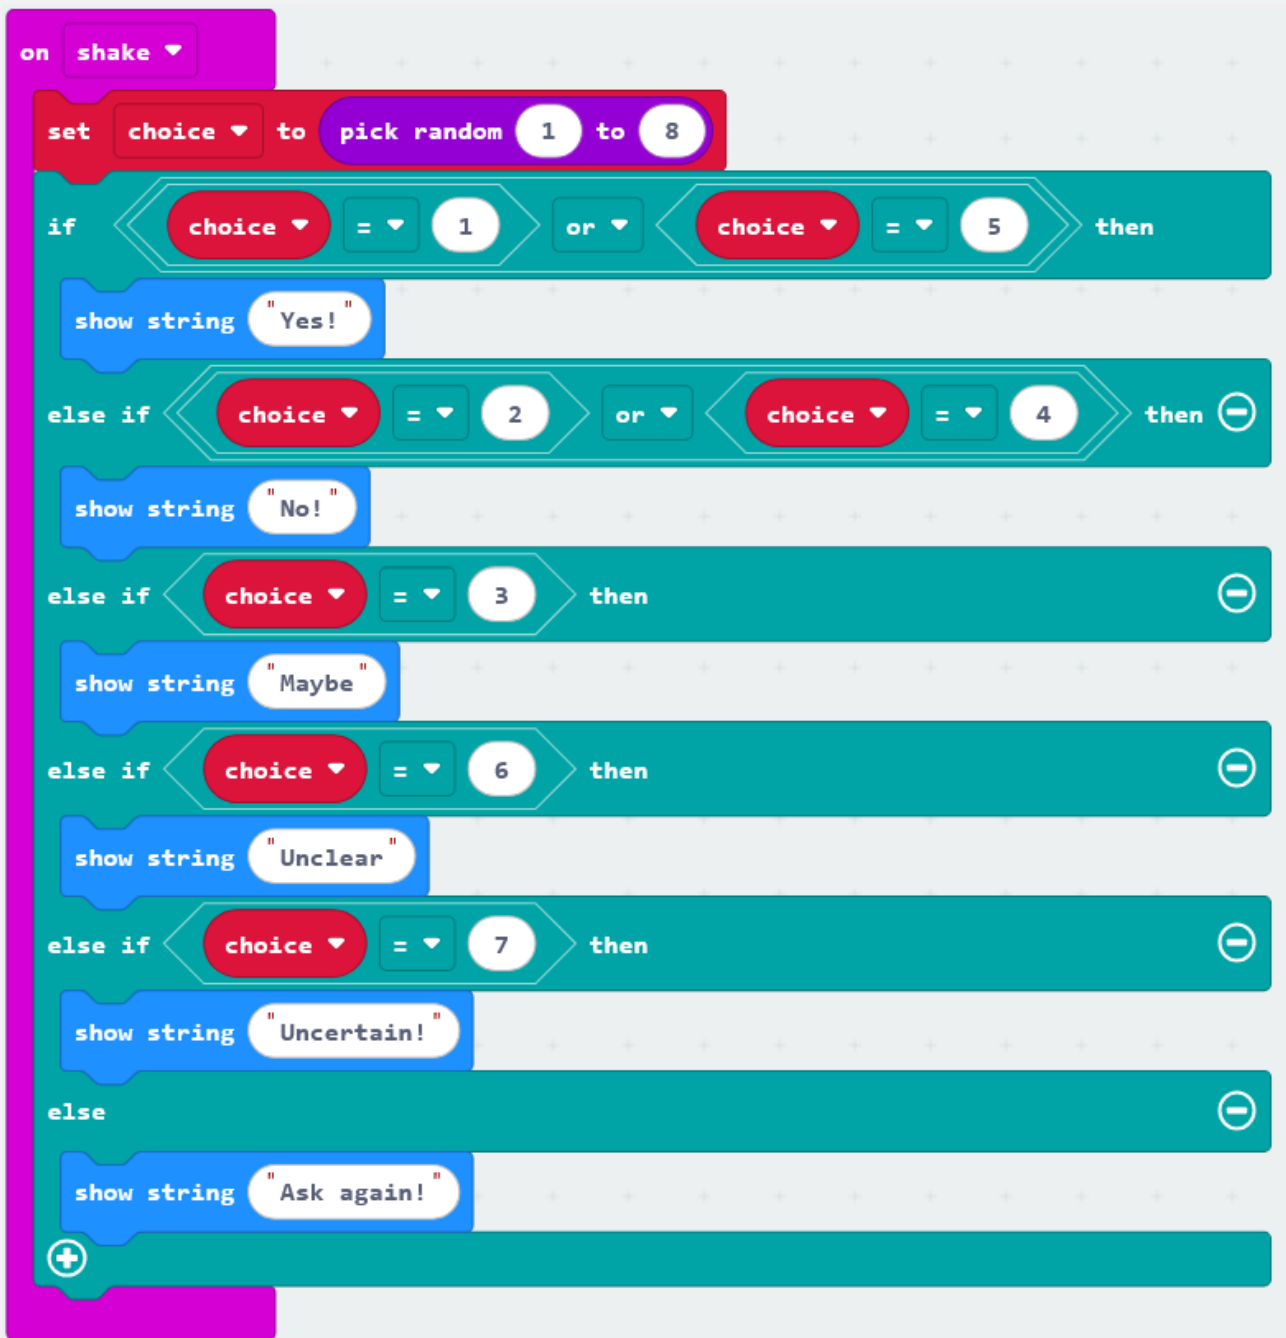 on shake
set choice to pick random 1 to 8
if choice = 1 or choice = 5 then
show string "Yes!"
else if choice = 2 or choice = 4 then
show string "No!"
else if choice = 3 then
show string "Maybe"
else if choice = 6 then
show string "Unclear"
else if choice = 7 then
show string "Uncertain!"
else
show string "Ask again!"